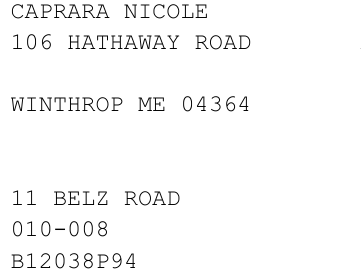 CAPRARA NICOLE
106 HATHAWAY ROAD
WINTHROP ME 04364
11 BELZ ROAD
010-008
B12038P94